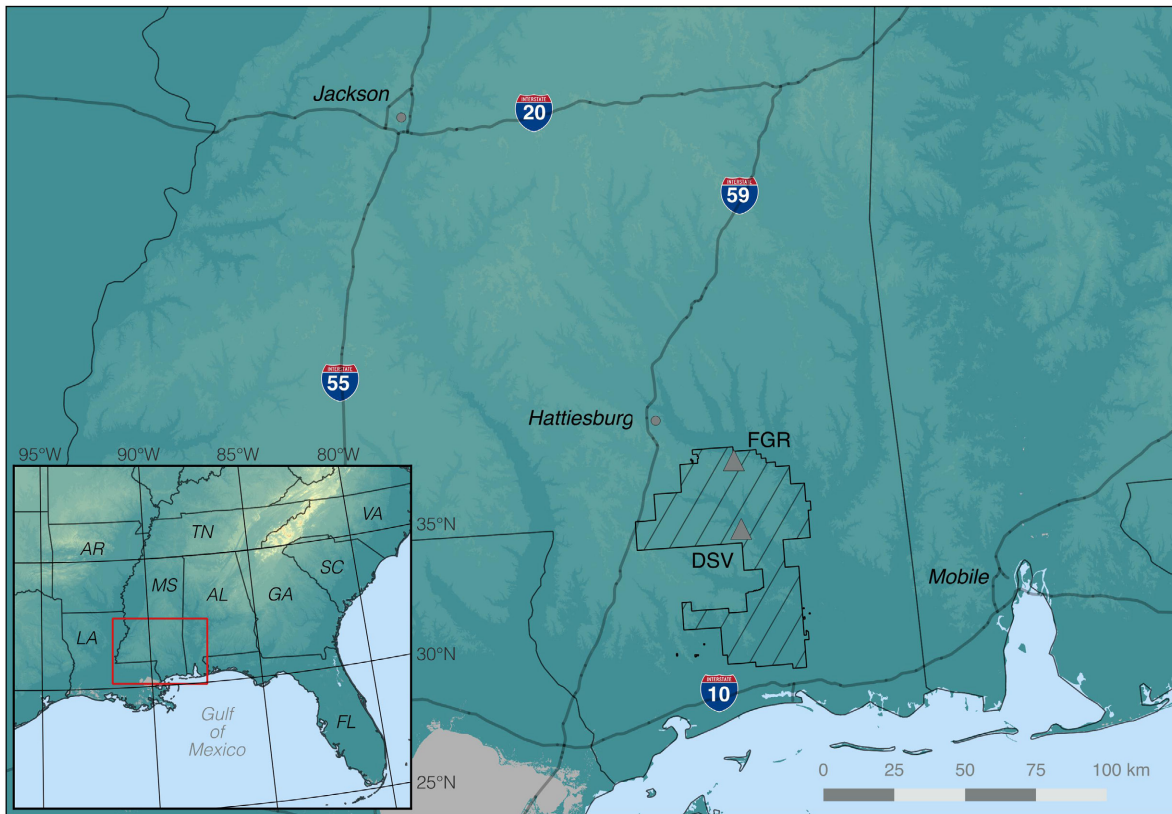 Jackson
INTERSTATE
20
INTERSTATE
59
INTERSTATE
55
Hattiesburg
FGR
DSV
Mobile
INTERSTATE
10
95°W 90°W 85°W 80°W
35°N
30°N
25°N
AR
TN
VA
MS
AL
GA
SC
LA
FL
Gulf
of
Mexico
0 25 50 75 100 km